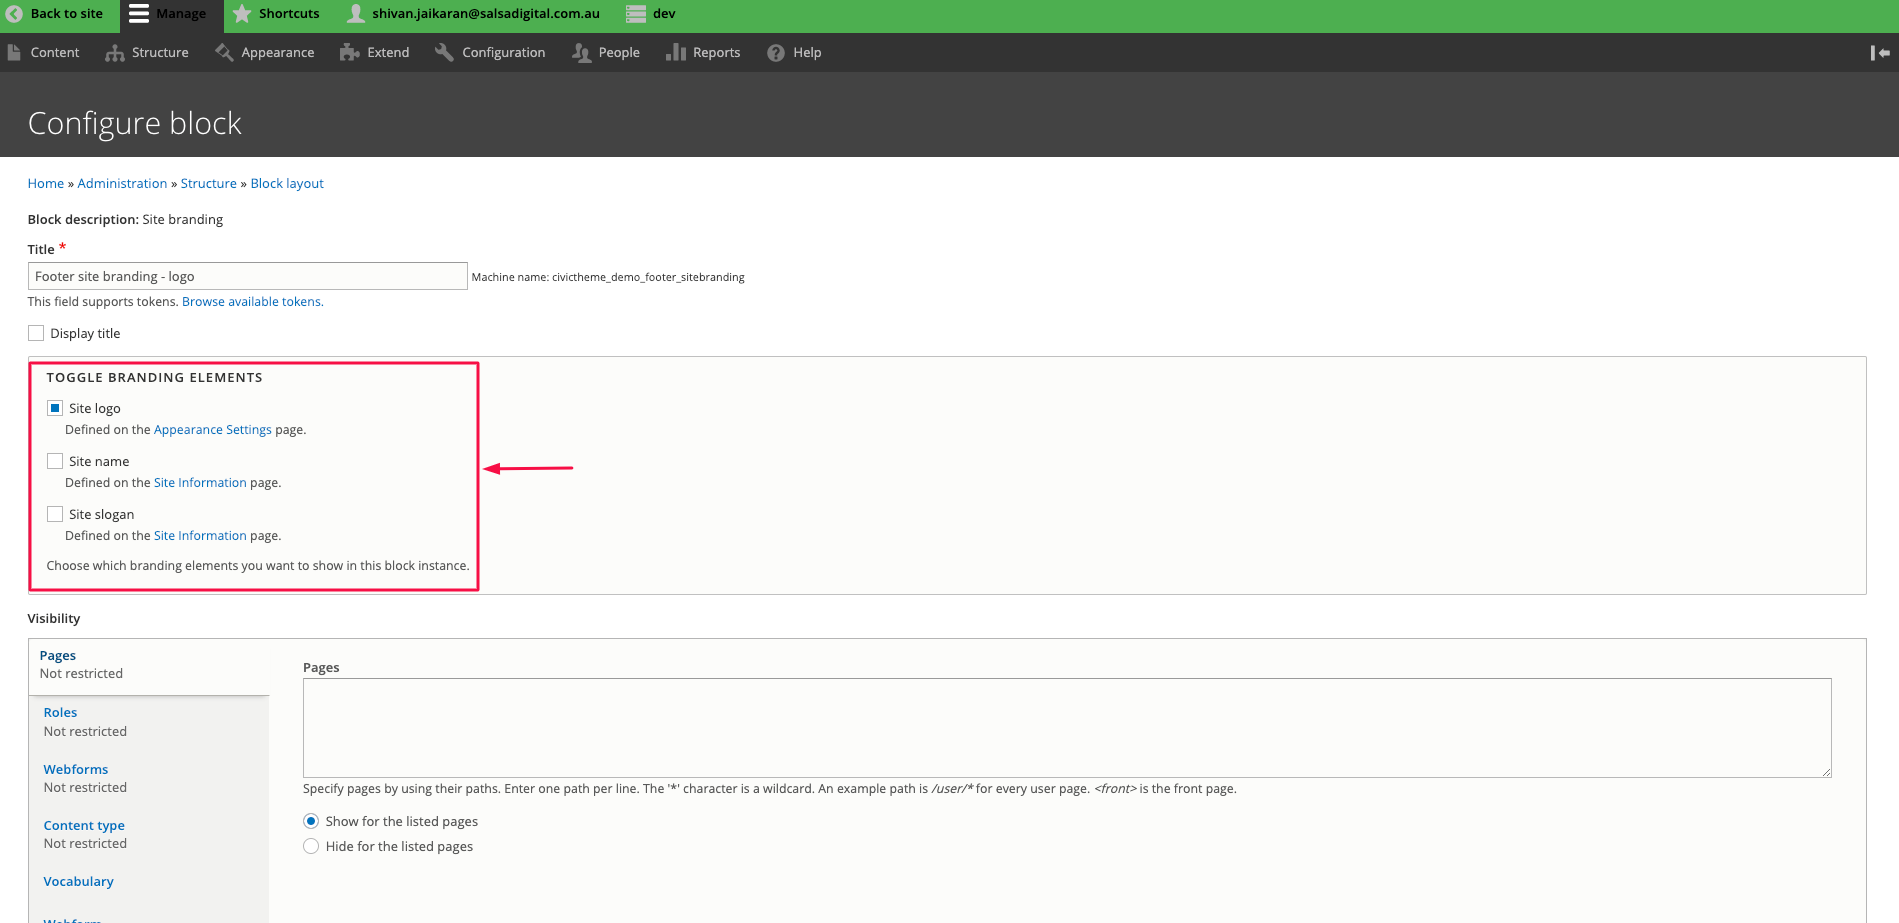 Back to site Manage Shortcuts shivan.jaikaran@salsadigital.com.au dev
Content Structure Appearance Extend Configuration People Reports Help
Configure block
Home » Administration » Structure » Block layout
Block description: Site branding
Title *
Footer site branding - logo Machine name: civictheme_demo_footer_sitebranding
This field supports tokens. Browse available tokens.
Display title
TOGGLE BRANDING ELEMENTS
Site logo
Defined on the Appearance Settings page.
Site name
Defined on the Site Information page.
Site slogan
Defined on the Site Information page.
Choose which branding elements you want to show in this block instance.
Visibility
Pages
Not restricted
Roles
Not restricted
Webforms
Not restricted
Content type
Not restricted
Vocabulary
Webform
Pages
Specify pages by using their paths. Enter one path per line. The '*' character is a wildcard. An example path is /user/* for every user page. <front> is the front page.
Show for the listed pages
Hide for the listed pages